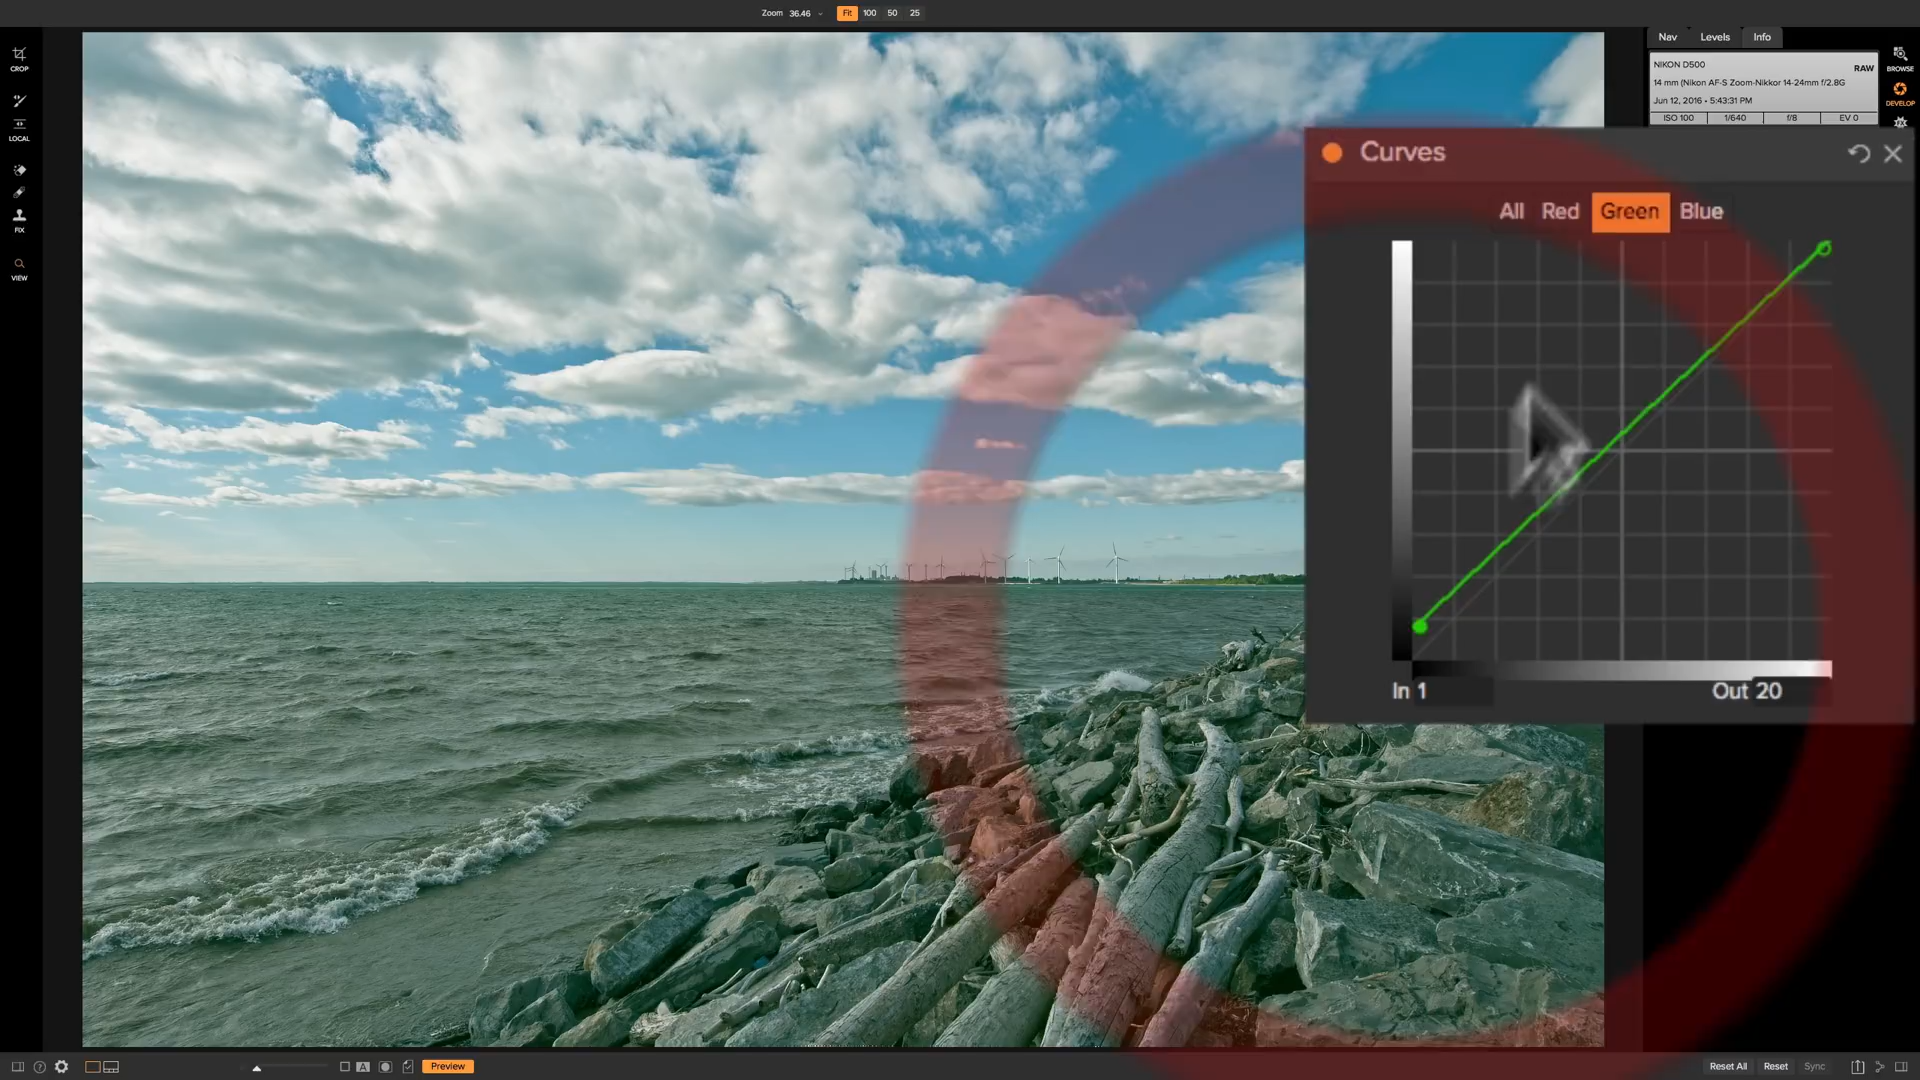 Zoom 36.46 Fit 100 50 25
Nav Levels Info
NIKON D500 RAW
14 mm (Nikon AF-S Zoom-Nikkor 14-24mm f/2.8G
Jun 12, 2016 • 5:43:31 PM
ISO 100 1/640 f/8 EV 0
CROP
LOCAL
FIX
VIEW
BROWSE
DEVELOP
Curves
All Red Green Blue
In 1 Out 20
A Preview
Reset All Reset Sync